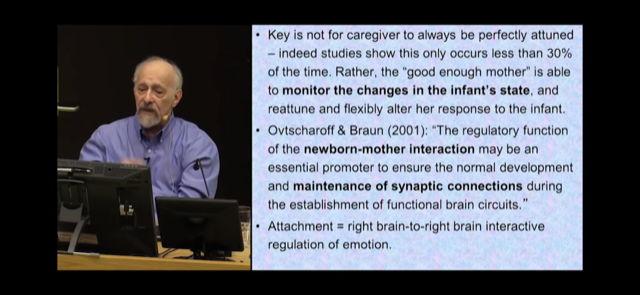 • Key is not for caregiver to always be perfectly attuned
– indeed studies show this only occurs less than 30%
of the time. Rather, the “good enough mother” is able
to monitor the changes in the infant's state, and
reattune and flexibly alter her response to the infant.
• Ovtscharoff & Braun (2001): “The regulatory function
of the newborn-mother interaction may be an
essential promoter to ensure the normal development
and maintenance of synaptic connections during
the establishment of functional brain circuits.”
• Attachment = right brain-to-right brain interactive
regulation of emotion.